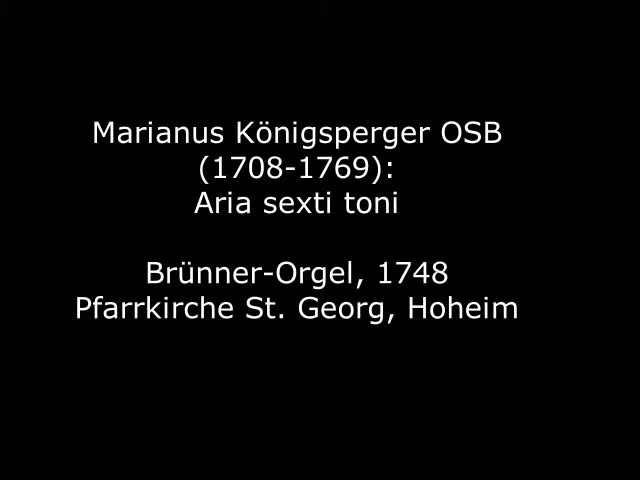 Marianus Königsperger OSB
(1708-1769):
Aria sexti toni
Brünner-Orgel, 1748
Pfarrkirche St. Georg, Hoheim